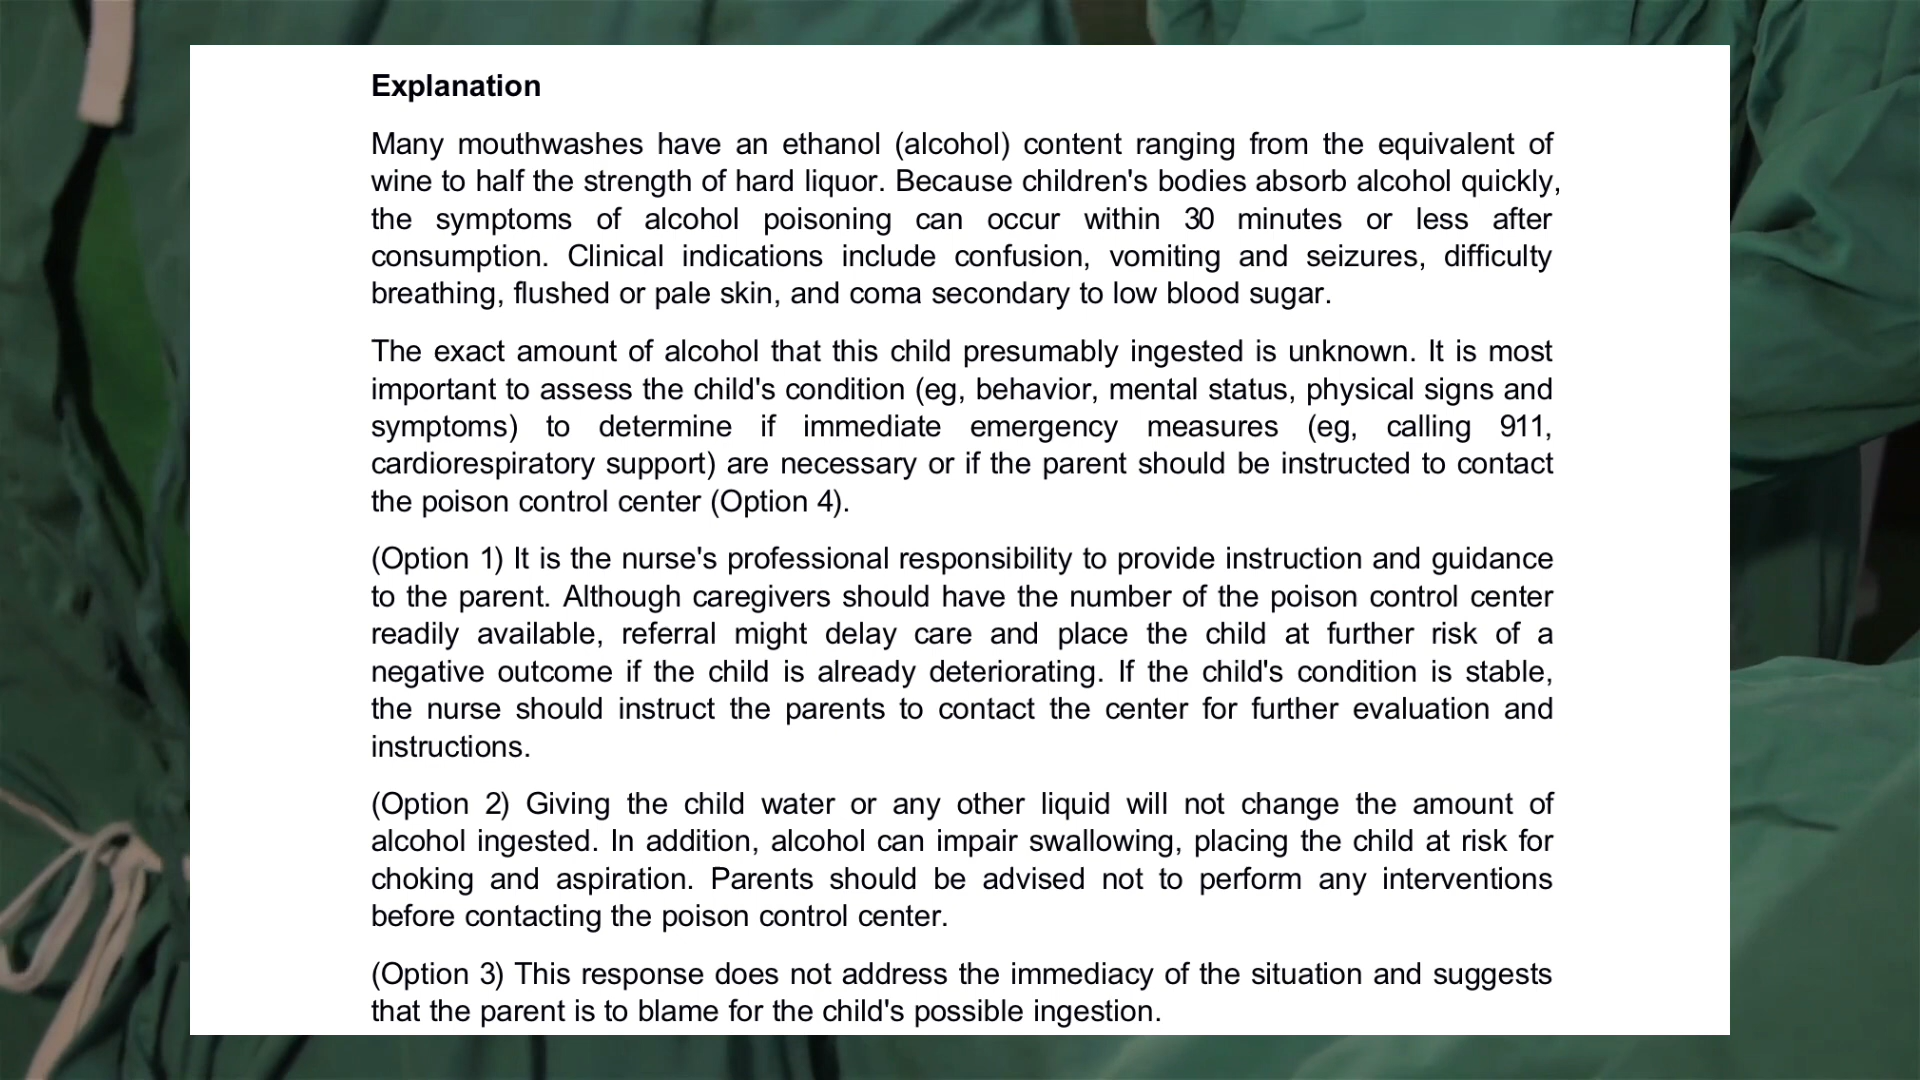 Explanation
Many mouthwashes have an ethanol (alcohol) content ranging from the equivalent of
wine to half the strength of hard liquor. Because children's bodies absorb alcohol quickly,
the symptoms of alcohol poisoning can occur within 30 minutes or less after
consumption. Clinical indications include confusion, vomiting and seizures, difficulty
breathing, flushed or pale skin, and coma secondary to low blood sugar.
The exact amount of alcohol that this child presumably ingested is unknown. It is most
important to assess the child's condition (eg, behavior, mental status, physical signs and
symptoms) to determine if immediate emergency measures (eg, calling 911,
cardiorespiratory support) are necessary or if the parent should be instructed to contact
the poison control center (Option 4).
(Option 1) It is the nurse's professional responsibility to provide instruction and guidance
to the parent. Although caregivers should have the number of the poison control center
readily available, referral might delay care and place the child at further risk of a
negative outcome if the child is already deteriorating. If the child's condition is stable,
the nurse should instruct the parents to contact the center for further evaluation and
instructions.
(Option 2) Giving the child water or any other liquid will not change the amount of
alcohol ingested. In addition, alcohol can impair swallowing, placing the child at risk for
choking and aspiration. Parents should be advised not to perform any interventions
before contacting the poison control center.
(Option 3) This response does not address the immediacy of the situation and suggests
that the parent is to blame for the child's possible ingestion.